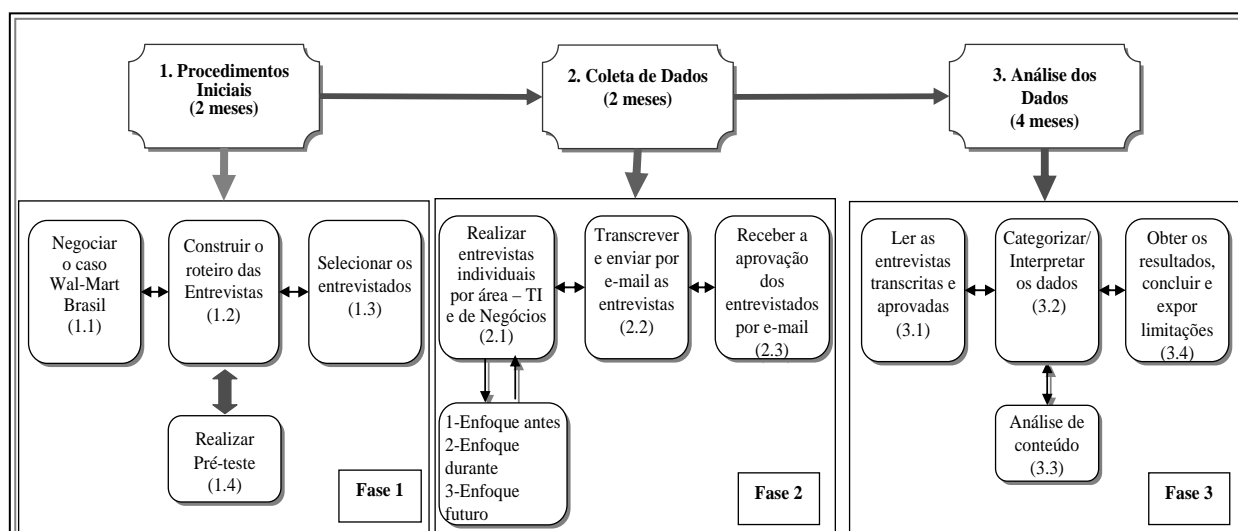 1. Procedimentos
Iniciais
(2 meses)
2. Coleta de Dados
(2 meses)
3. Análise dos
Dados
(4 meses)
Negociar
o caso
Wal-Mart
Brasil
(1.1)
Construir o
roteiro das
Entrevistas
(1.2)
Selecionar os
entrevistados
(1.3)
Realizar
Pré-teste
(1.4)
Fase 1
Realizar
entrevistas
individuais
por área – TI
e de Negócios
(2.1)
Transcrever
e enviar por
e-mail as
entrevistas
(2.2)
Receber a
aprovação
dos
entrevistados
por e-mail
(2.3)
1-Enfoque antes
2-Enfoque
durante
3-Enfoque
futuro
Fase 2
Ler as
entrevistas
transcritas e
aprovadas
(3.1)
Categorizar/
Interpretar
os dados
(3.2)
Obter os
resultados,
concluir e
expor
limitações
(3.4)
Análise de
conteúdo
(3.3)
Fase 3